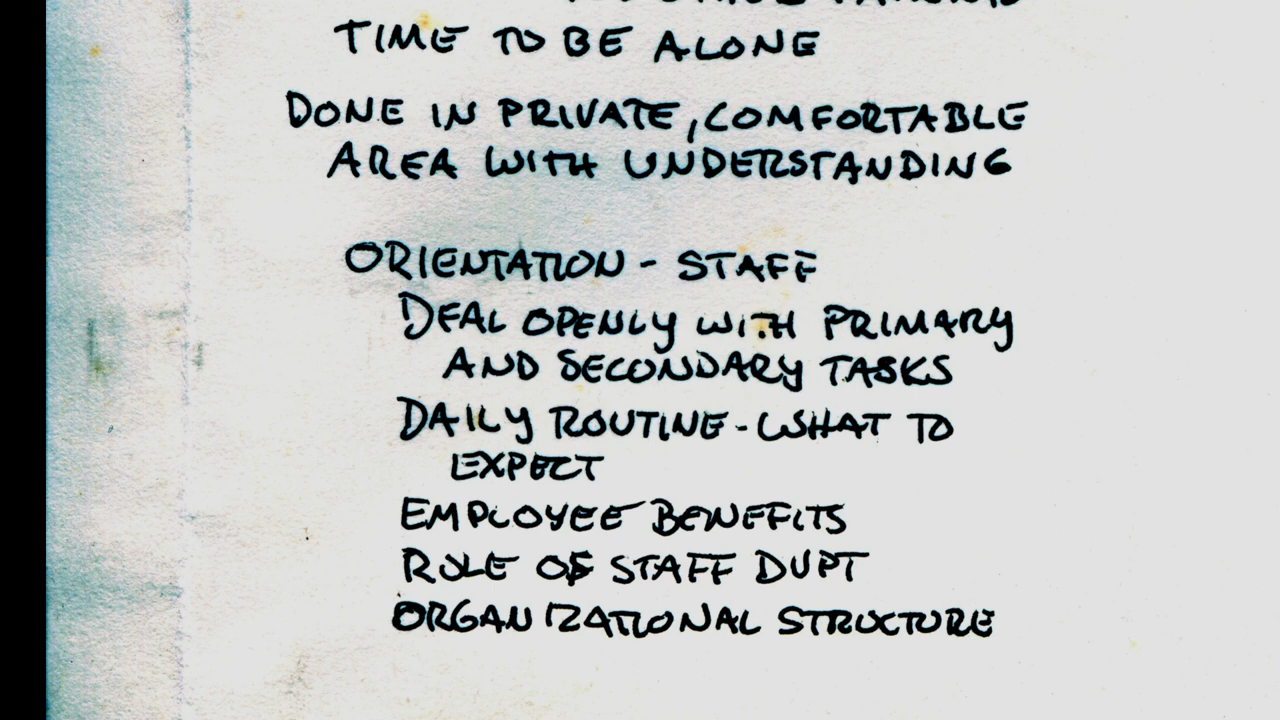 TIME TO BE ALONE
DONE IN PRIVATE, COMFORTABLE
AREA WITH UNDERSTANDING
ORIENTATION - STAFF
DEAL OPENLY WITH PRIMARY
AND SECONDARY TASKS
DAILY ROUTINE - WHAT TO
EXPECT
EMPLOYEE BENEFITS
ROLE OF STAFF DVPT
ORGANIZATIONAL STRUCTURE